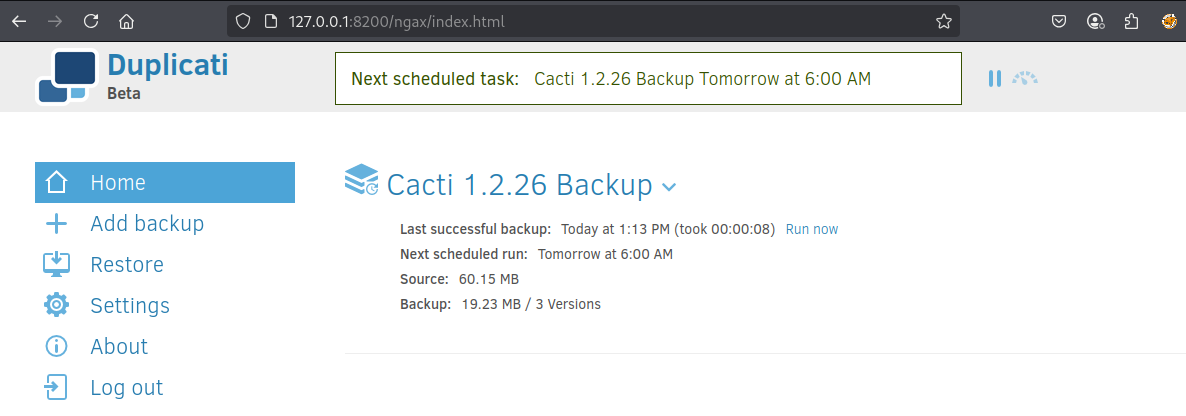 127.0.0.1:8200/ngax/index.html
Duplicati
Beta
Next scheduled task: Cacti 1.2.26 Backup Tomorrow at 6:00 AM
Home
Add backup
Restore
Settings
About
Log out
Cacti 1.2.26 Backup
Last successful backup: Today at 1:13 PM (took 00:00:08) Run now
Next scheduled run: Tomorrow at 6:00 AM
Source: 60.15 MB
Backup: 19.23 MB / 3 Versions